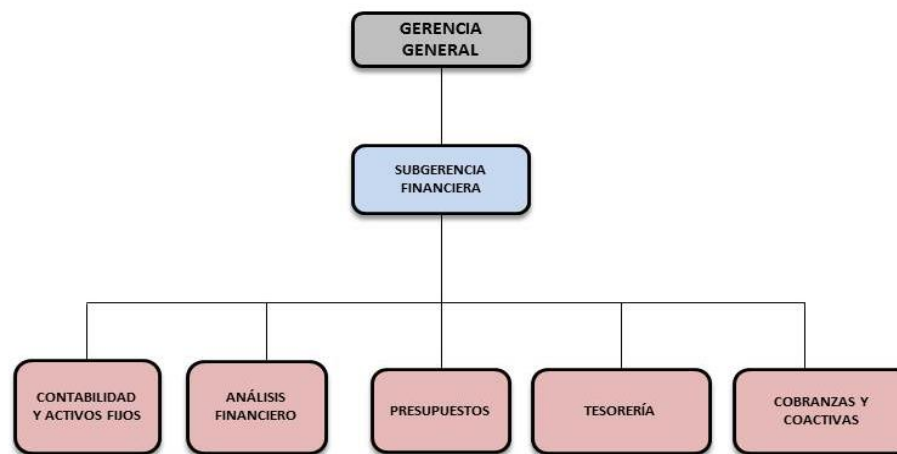 GERENCIA
GENERAL
SUBGERENCIA
FINANCIERA
CONTABILIDAD
Y ACTIVOS FIJOS
ANÁLISIS
FINANCIERO
PRESUPUESTOS
TESORERÍA
COBRANZAS Y
COACTIVAS